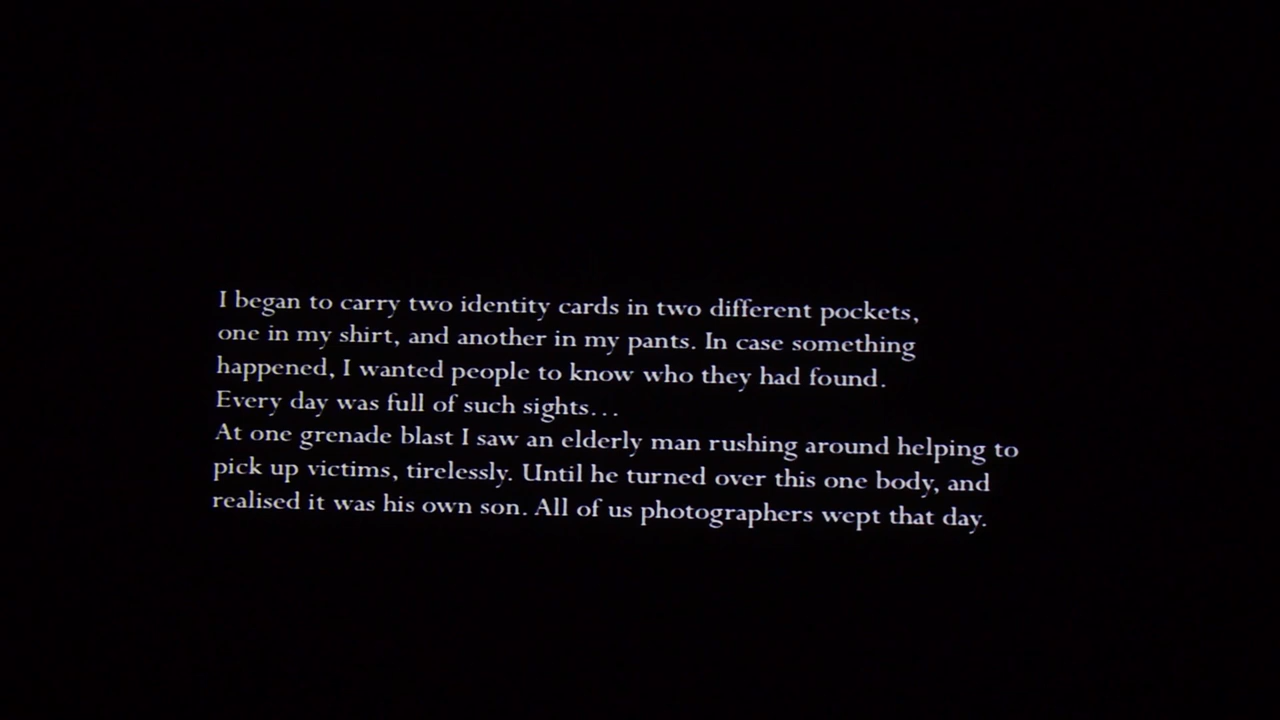 I began to carry two identity cards in two different pockets,
one in my shirt, and another in my pants. In case something
happened, I wanted people to know who they had found.
Every day was full of such sights...
At one grenade blast I saw an elderly man rushing around helping to
pick up victims, tirelessly. Until he turned over this one body, and
realised it was his own son. All of us photographers wept that day.